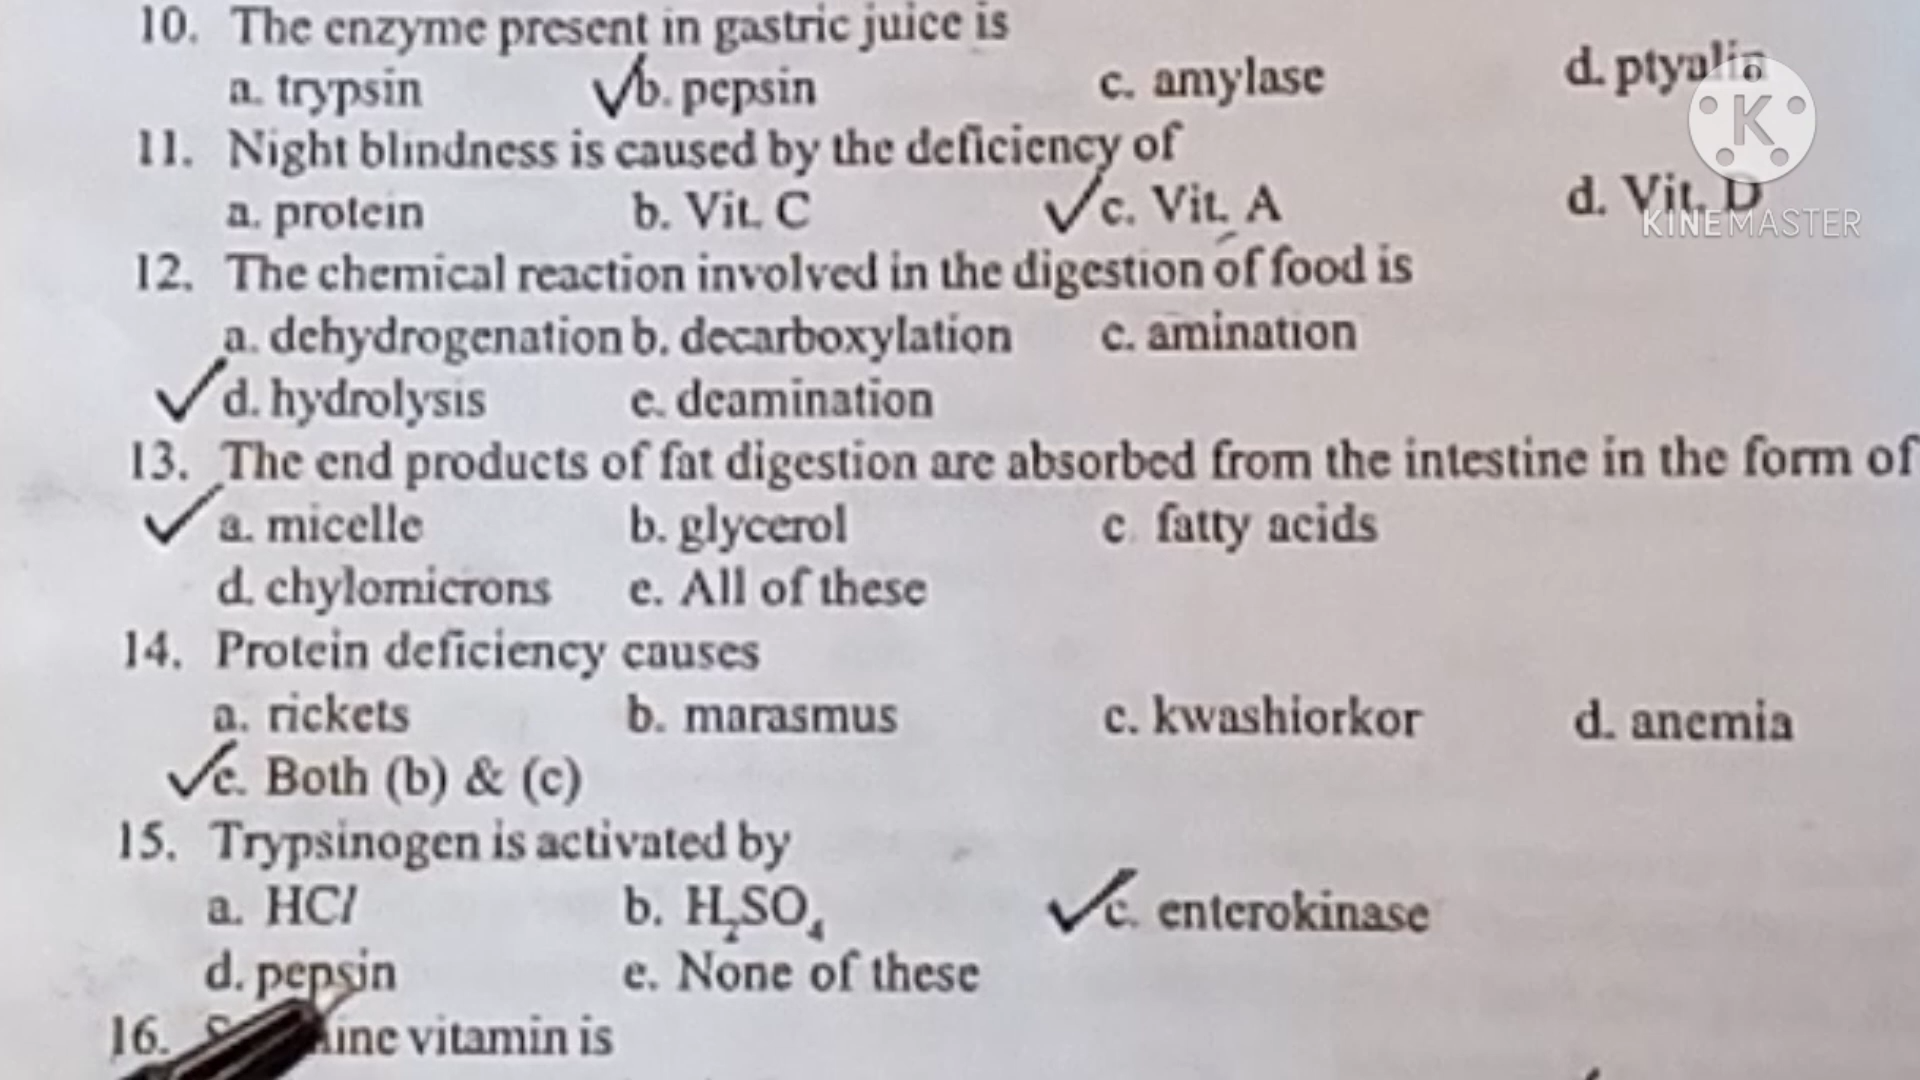 10. The enzyme present in gastric juice is
a. trypsin ✓b. pepsin c. amylase d. ptyalin
11. Night blindness is caused by the deficiency of
a. protein b. Vit. C ✓c. Vit. A d. Vit. D
K
KINEMASTER
12. The chemical reaction involved in the digestion of food is
a. dehydrogenation b. decarboxylation c. amination
✓d. hydrolysis e. deamination
13. The end products of fat digestion are absorbed from the intestine in the form of
✓a. micelle b. glycerol c. fatty acids
d. chylomicrons e. All of these
14. Protein deficiency causes
a. rickets b. marasmus c. kwashiorkor d. anemia
✓e. Both (b) & (c)
15. Trypsinogen is activated by
a. HCl b. H₂SO₄ ✓c. enterokinase
d. pepsin e. None of these
16. vitamin is